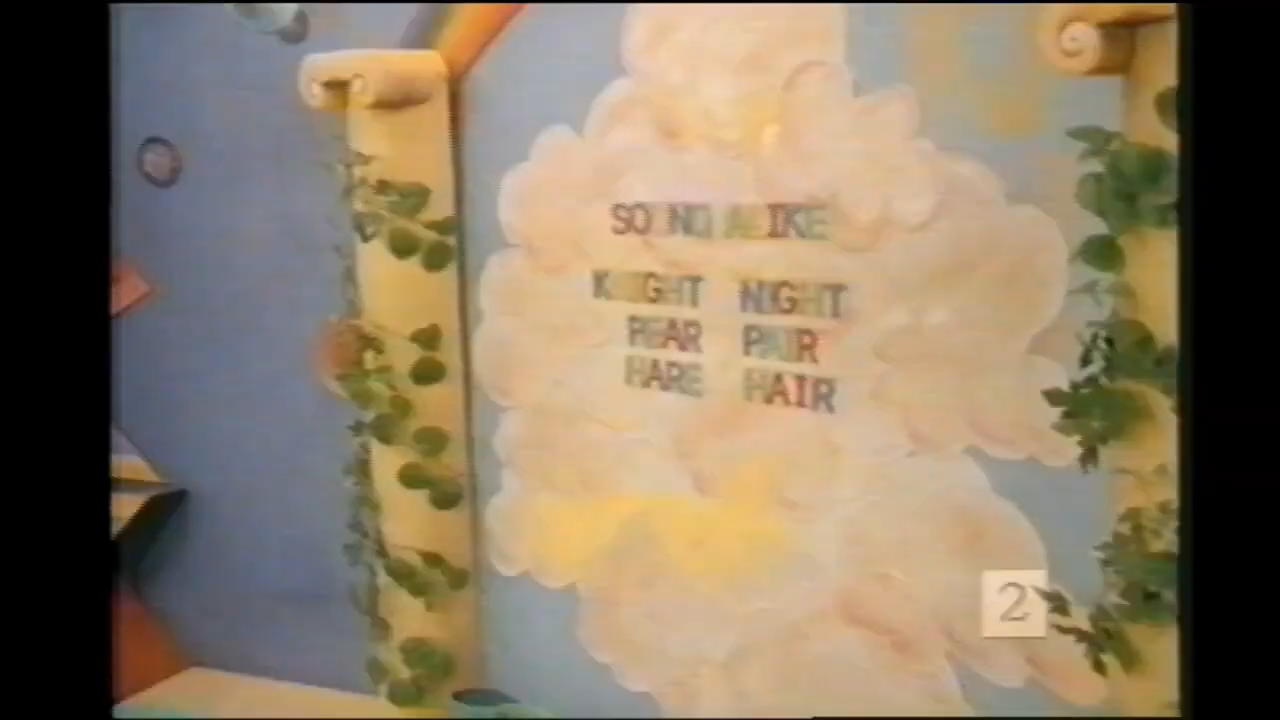 SOUND ALIKE
KNIGHT NIGHT
PEAR PAIR
HARE HAIR
2